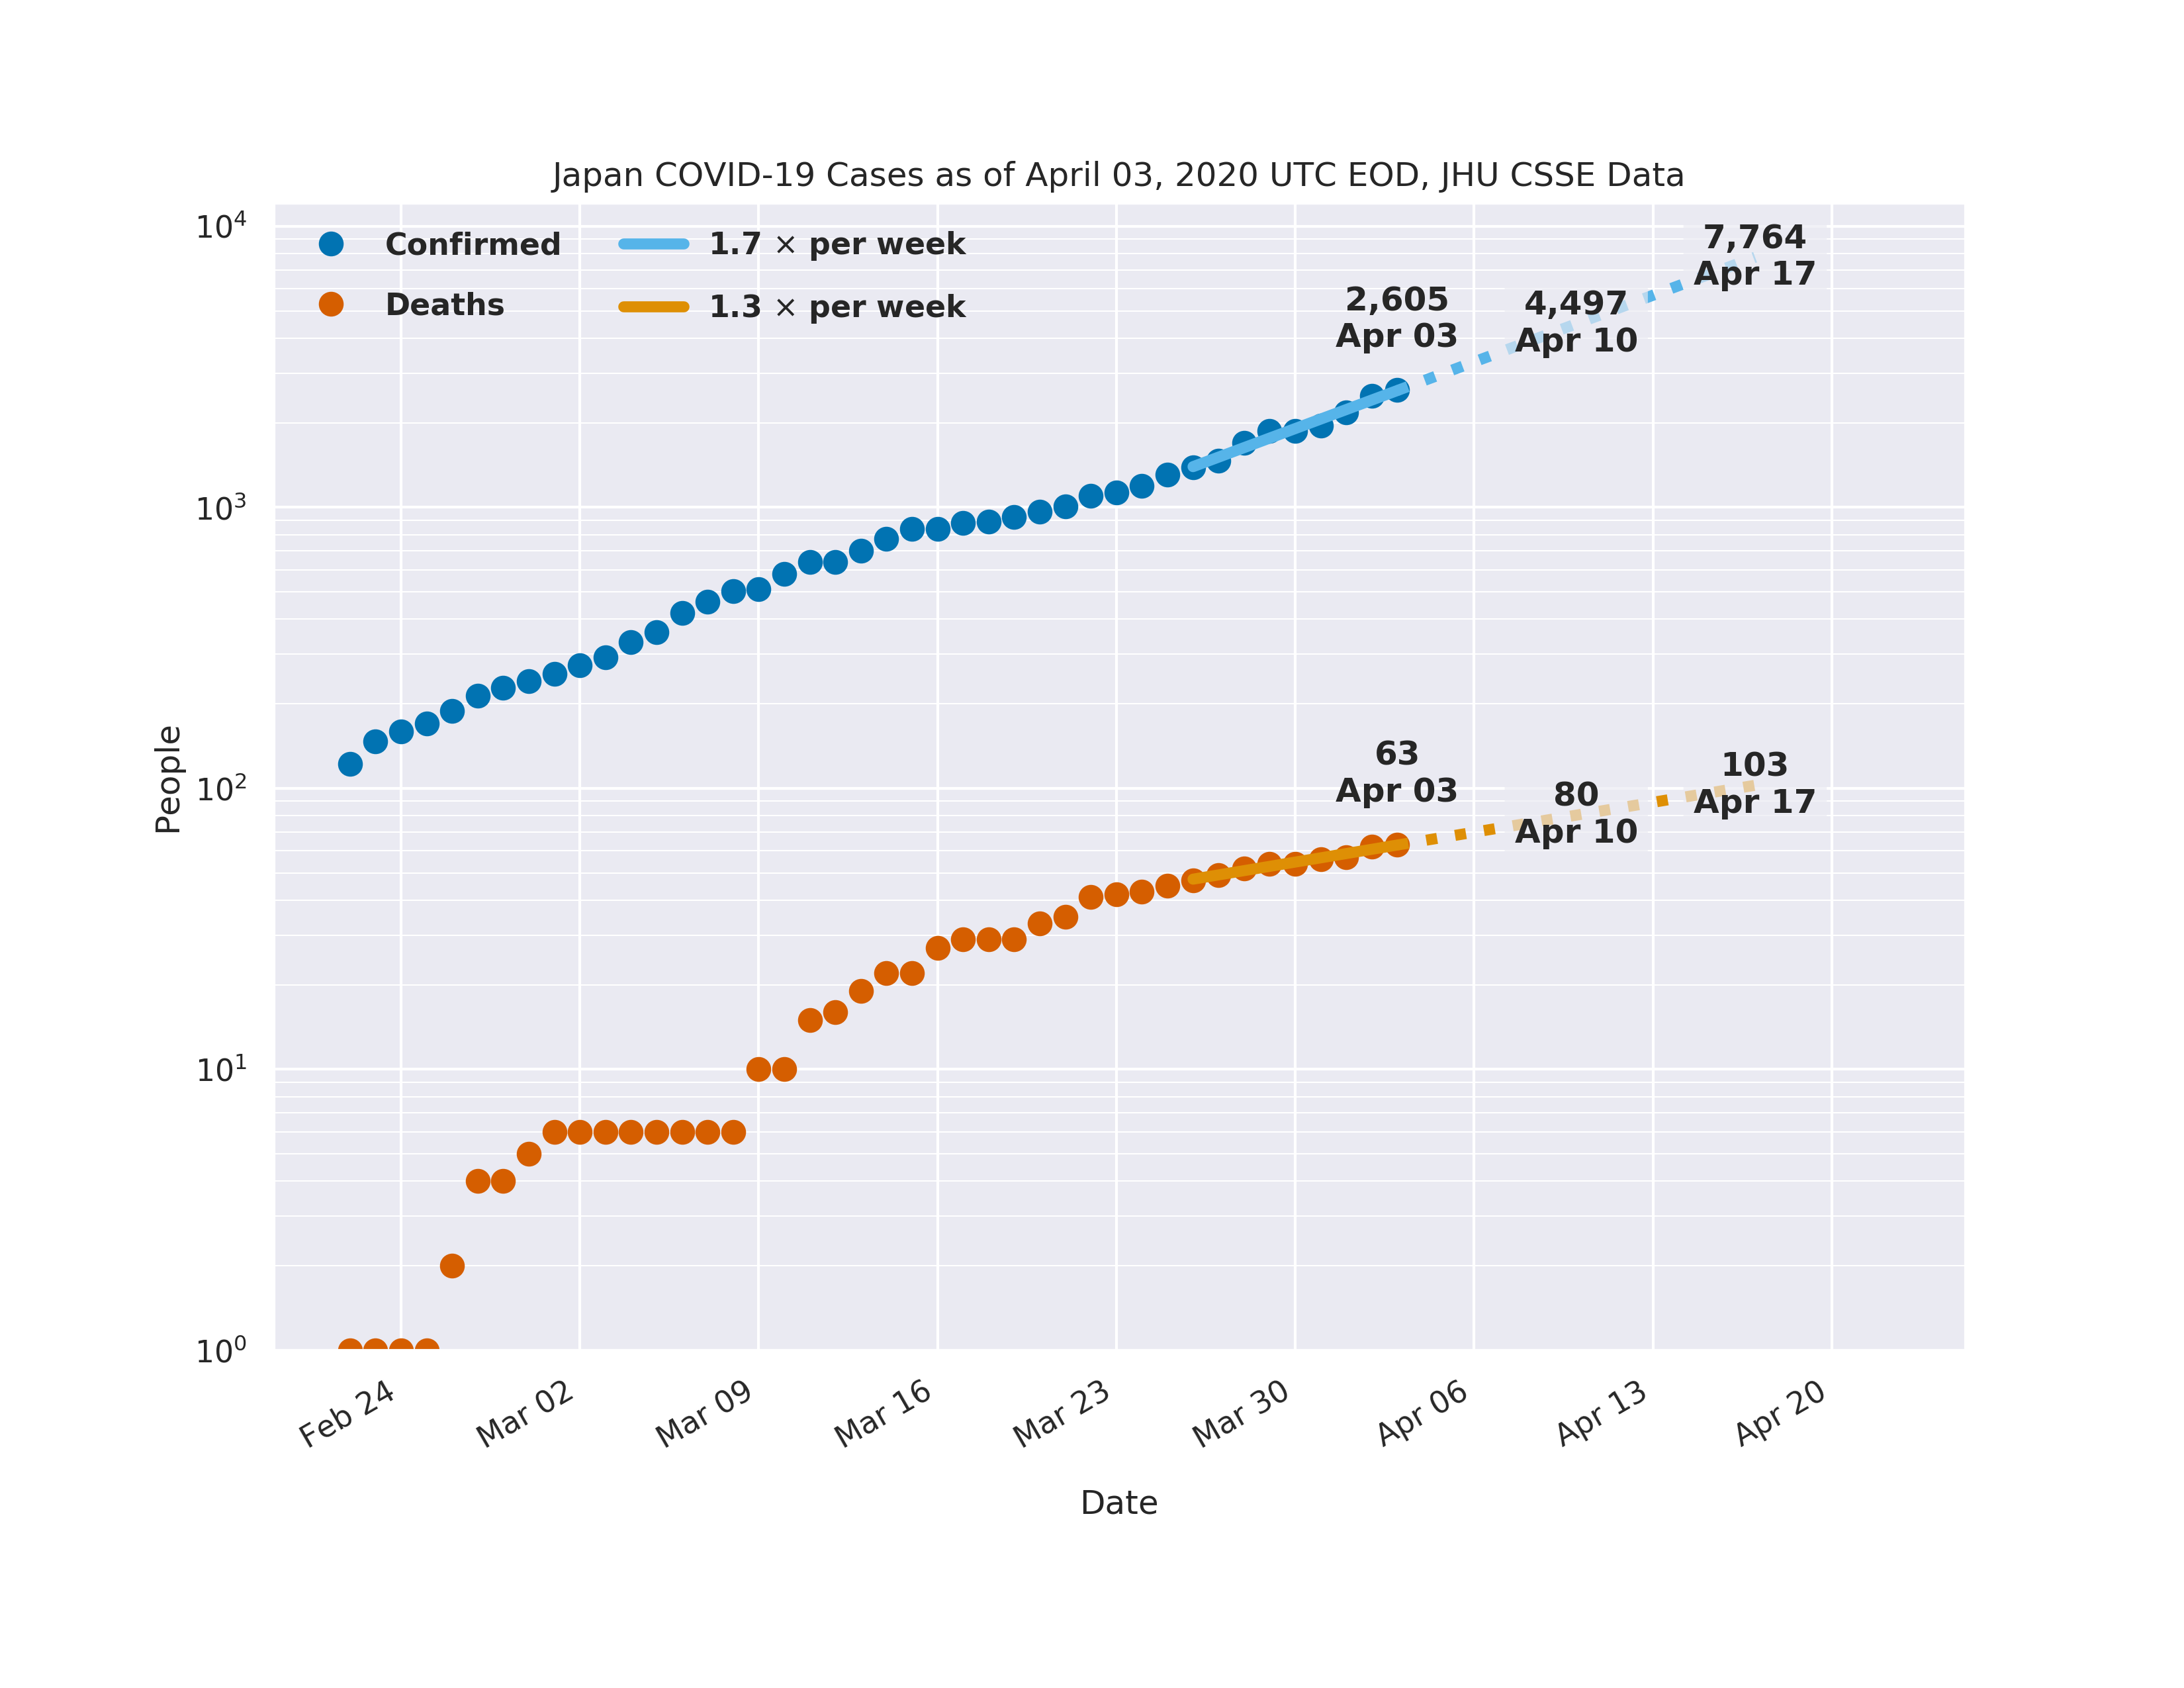 Japan COVID-19 Cases as of April 03, 2020 UTC EOD, JHU CSSE Data
Confirmed
Deaths
1.7 × per week
1.3 × per week
2,605
Apr 03
4,497
Apr 10
7,764
Apr 17
63
Apr 03
80
Apr 10
103
Apr 17
People
10⁴
10³
10²
10¹
10⁰
Feb 24
Mar 02
Mar 09
Mar 16
Mar 23
Mar 30
Apr 06
Apr 13
Apr 20
Date